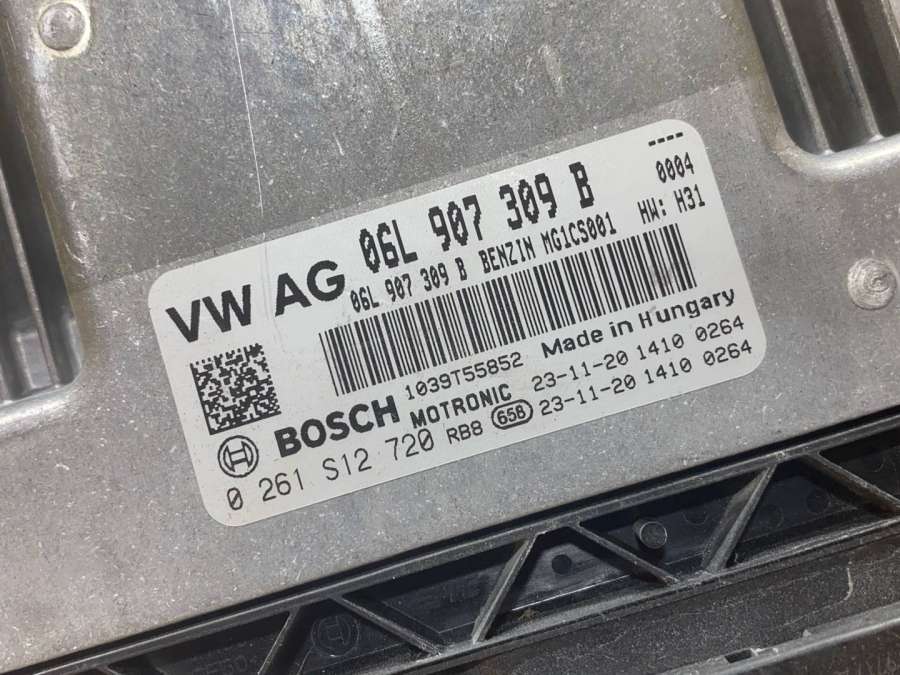 ----
06L 907 309 B 0004
VW AG 06L 907 309 B BENZIN MG1CS001 HW: H31
1039T55852 Made in Hungary
BOSCH MOTRONIC 23-11-20 1410 0264
0 261 S12 720 RB8 658 23-11-20 1410 0264